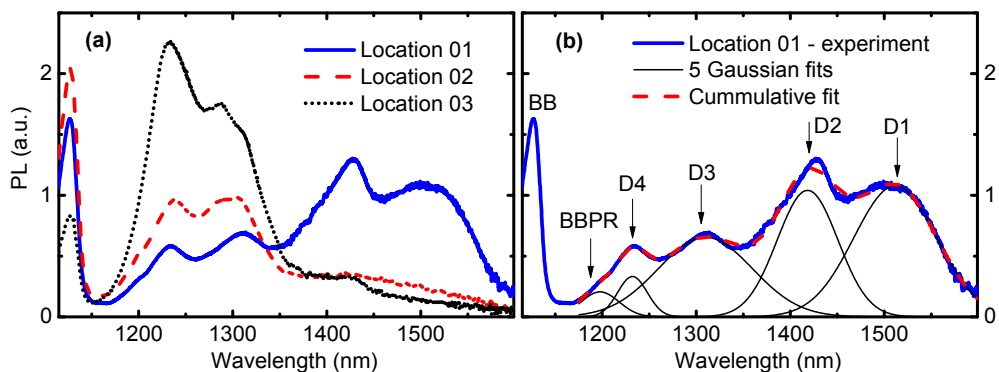 (a)
Location 01
Location 02
Location 03
PL (a.u.)
0
1
2
1200
1300
1400
1500
Wavelength (nm)
(b)
Location 01 - experiment
5 Gaussian fits
Cummulative fit
BB
BBPR
D4
D3
D2
D1
0
1
2
1200
1300
1400
1500
Wavelength (nm)